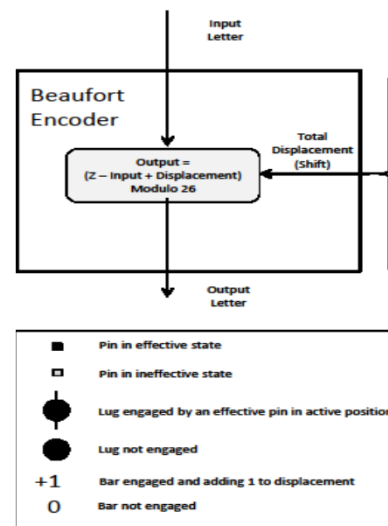 Input
Letter
Beaufort
Encoder
Output =
(Z – Input + Displacement)
Modulo 26
Total
Displacement
(Shift)
Output
Letter
Pin in effective state
Pin in ineffective state
Lug engaged by an effective pin in active position
Lug not engaged
+1 Bar engaged and adding 1 to displacement
0 Bar not engaged